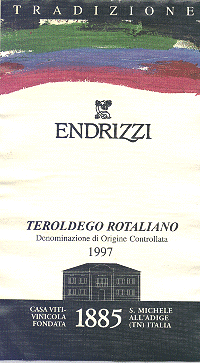 TRADIZIONE
ENDRIZZI
TEROLDEGO ROTALIANO
Denominazione di Origine Controllata
1997
CASA VITI-
VINICOLA
FONDATA
1885
S. MICHELE
ALL'ADIGE
(TN) ITALIA